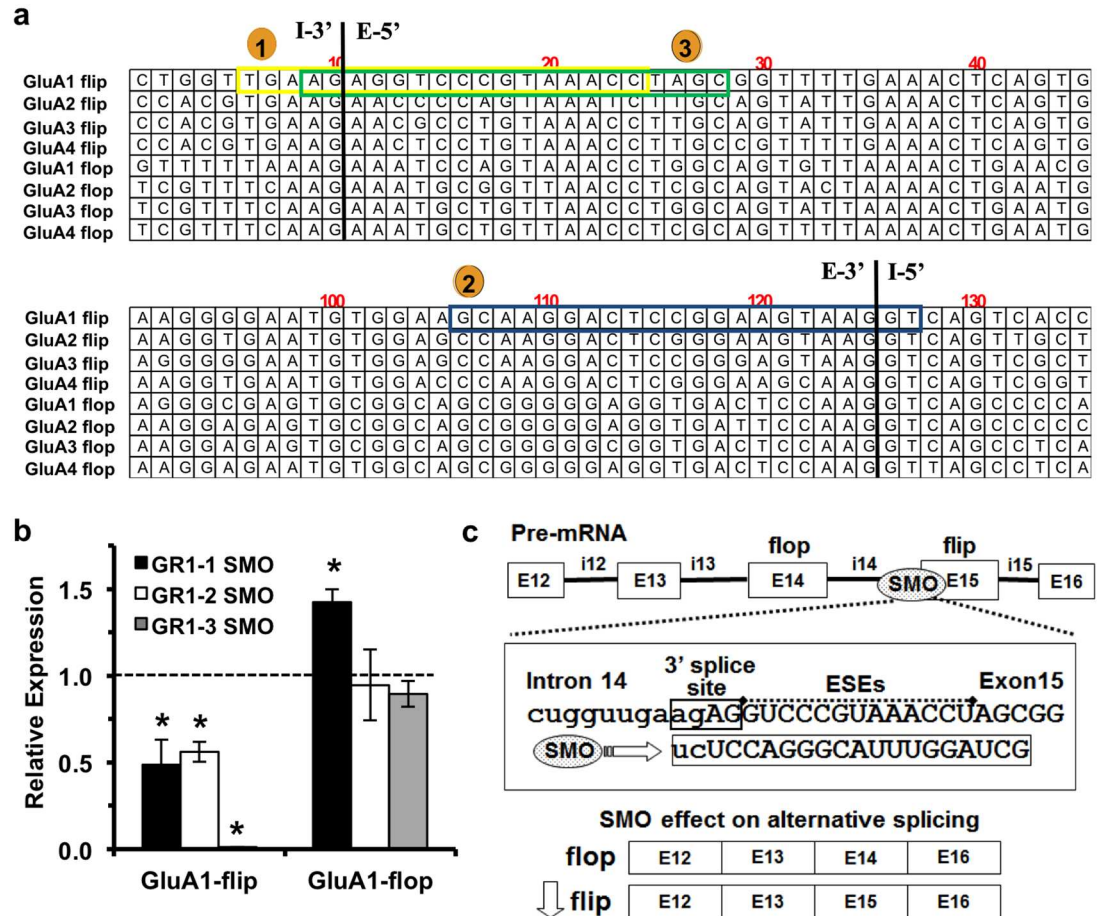 a
1 I-3' E-5' 3
10 20 30 40
GluA1 flip C T G G T T G A A G A G G T C C C G T A A A C C T A G C G G T T T T G A A A C T C A G T G
GluA2 flip C C A C G T G A A G A A C C C C A G T A A A T C T T G C A G T A T T G A A A C T C A G T G
GluA3 flip C C A C G T G A A G A A C G C C T G T A A A C C T T G C A G T A T T G A A A C T C A G T G
GluA4 flip C C A C G T G A A G A A C T C C T G T A A A C C T T G C C G T T T T G A A A C T C A G T G
GluA1 flop G T T T T T A A A G A A A T C C A G T A A A C C T G G C A G T G T T A A A A C T G A A C G
GluA2 flop T C G T T T C A A G A A A T G C G G T T A A C C T C G C A G T A C T A A A A C T G A A T G
GluA3 flop T C G T T T C A A G A A A T G C T G T T A A C C T G G C A G T A T T A A A A C T G A A T G
GluA4 flop T C G T T T C A A G A A A T G C T G T T A A C C T C G C A G T T T T A A A A C T G A A T G
2 E-3' I-5'
100 110 120 130
GluA1 flip A A G G G G A A T G T G G A A G C A A G G A C T C C G G A A G T A A G G T C A G T C A C C
GluA2 flip A A G G T G A A T G T G G A G C C A A G G A C T C G G G A A G T A A G G T C A G T T G C T
GluA3 flip A G G G G G A A T G T G G A G C C A A G G A C T C C G G G A G T A A G G T C A G T C G C T
GluA4 flip A A G G T G A A T G T G G A C C C A A G G A C T C G G G A A G C A A G G T C A G T C G G T
GluA1 flop A G G G C G A G T G C G G C A G C G G G G G A G G T G A C T C C A A G G T C A G C C C C A
GluA2 flop A A G G A G A G T G T G G C A G C G G G G G A G G T G A T T C C A A G G T C A G C C C C C
GluA3 flop A A G G A G A G T G C G G C A G C G G G G G C G G T G A C T C C A A G G T C A G C C T C A
GluA4 flop A A G G A G A A T G T G G C A G C G G G G G A G G T G A C T C C A A G G T T A G C C T C A
b
Relative Expression
1.5
1.0
0.5
0.0
GR1-1 SMO
GR1-2 SMO
GR1-3 SMO
* * * *
GluA1-flip GluA1-flop
c
Pre-mRNA
flop flip
i12 i13 i14 i15
E12 E13 E14 SMO E15 E16
3' splice site
Intron 14 ESEs Exon15
cugguugaagAGGUCCCGUAAACCUAGCGG
SMO ucUCCAGGGCAUUUGGAUCG
SMO effect on alternative splicing
flop E12 E13 E14 E16
flip E12 E13 E15 E16